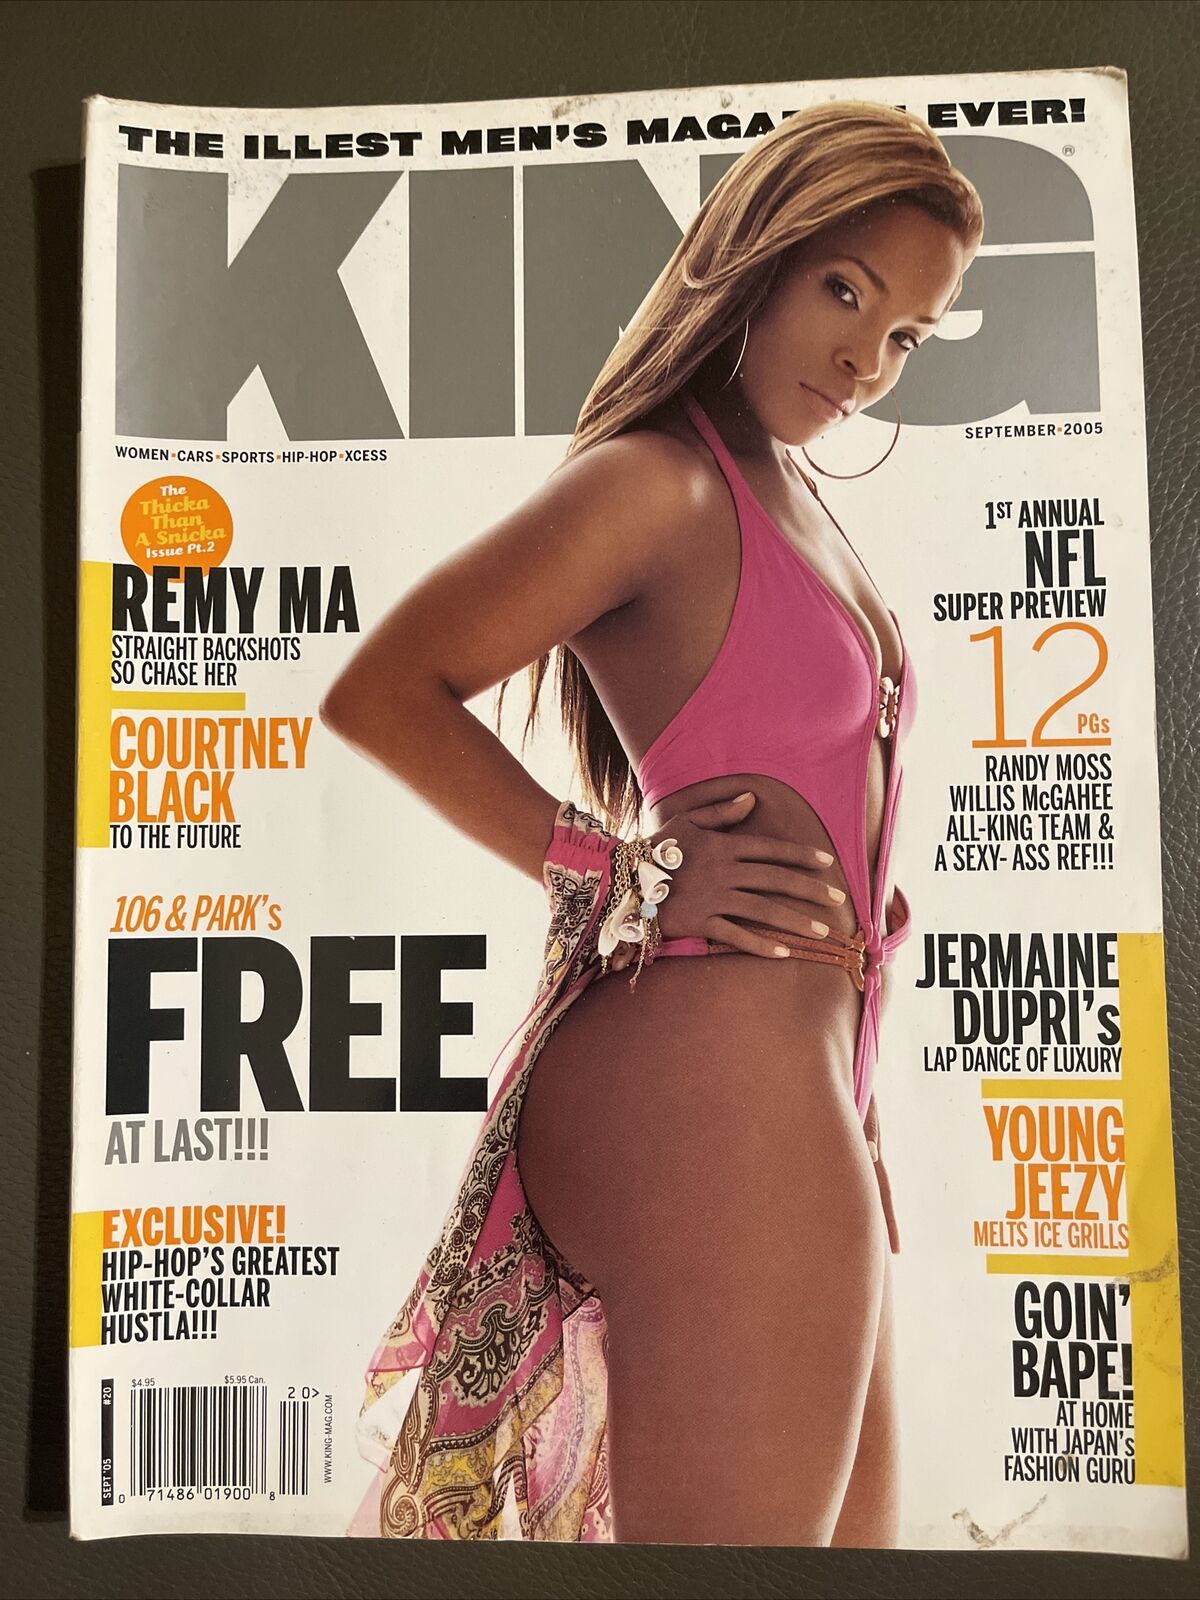 THE ILLEST MEN'S MAGA EVER!
KING®
WOMEN▪CARS▪SPORTS▪HIP-HOP▪XCESS
SEPTEMBER▪2005
The
Thicka
Than
A Snicka
Issue Pt.2
REMY MA
STRAIGHT BACKSHOTS
SO CHASE HER
COURTNEY
BLACK
TO THE FUTURE
106 & PARK's
FREE
AT LAST!!!
EXCLUSIVE!
HIP-HOP'S GREATEST
WHITE-COLLAR
HUSTLA!!!
SEPT '05 #20
$4.95 $5.95 Can.
20>
0 71486 01900 8
WWW.KING-MAG.COM
1ST ANNUAL
NFL
SUPER PREVIEW
12
PGs
RANDY MOSS
WILLIS McGAHEE
ALL-KING TEAM &
A SEXY- ASS REF!!!
JERMAINE
DUPRI's
LAP DANCE OF LUXURY
YOUNG
JEEZY
MELTS ICE GRILLS
GOIN'
BAPE!
AT HOME
WITH JAPAN's
FASHION GURU